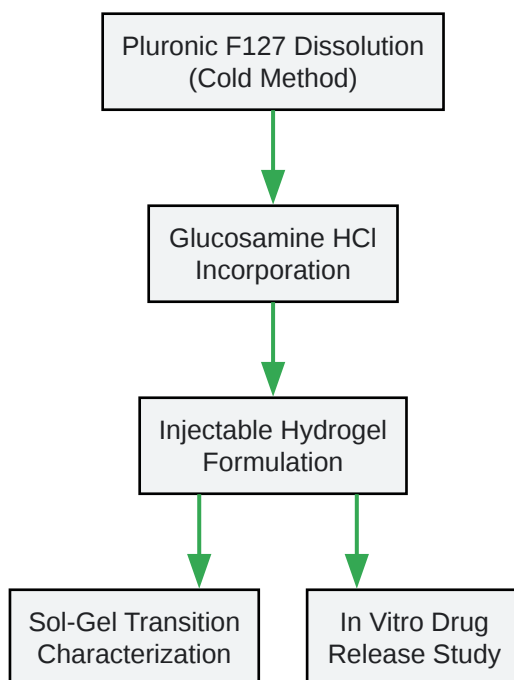 Pluronic F127 Dissolution
(Cold Method)
Glucosamine HCl
Incorporation
Injectable Hydrogel
Formulation
Sol-Gel Transition
Characterization
In Vitro Drug
Release Study